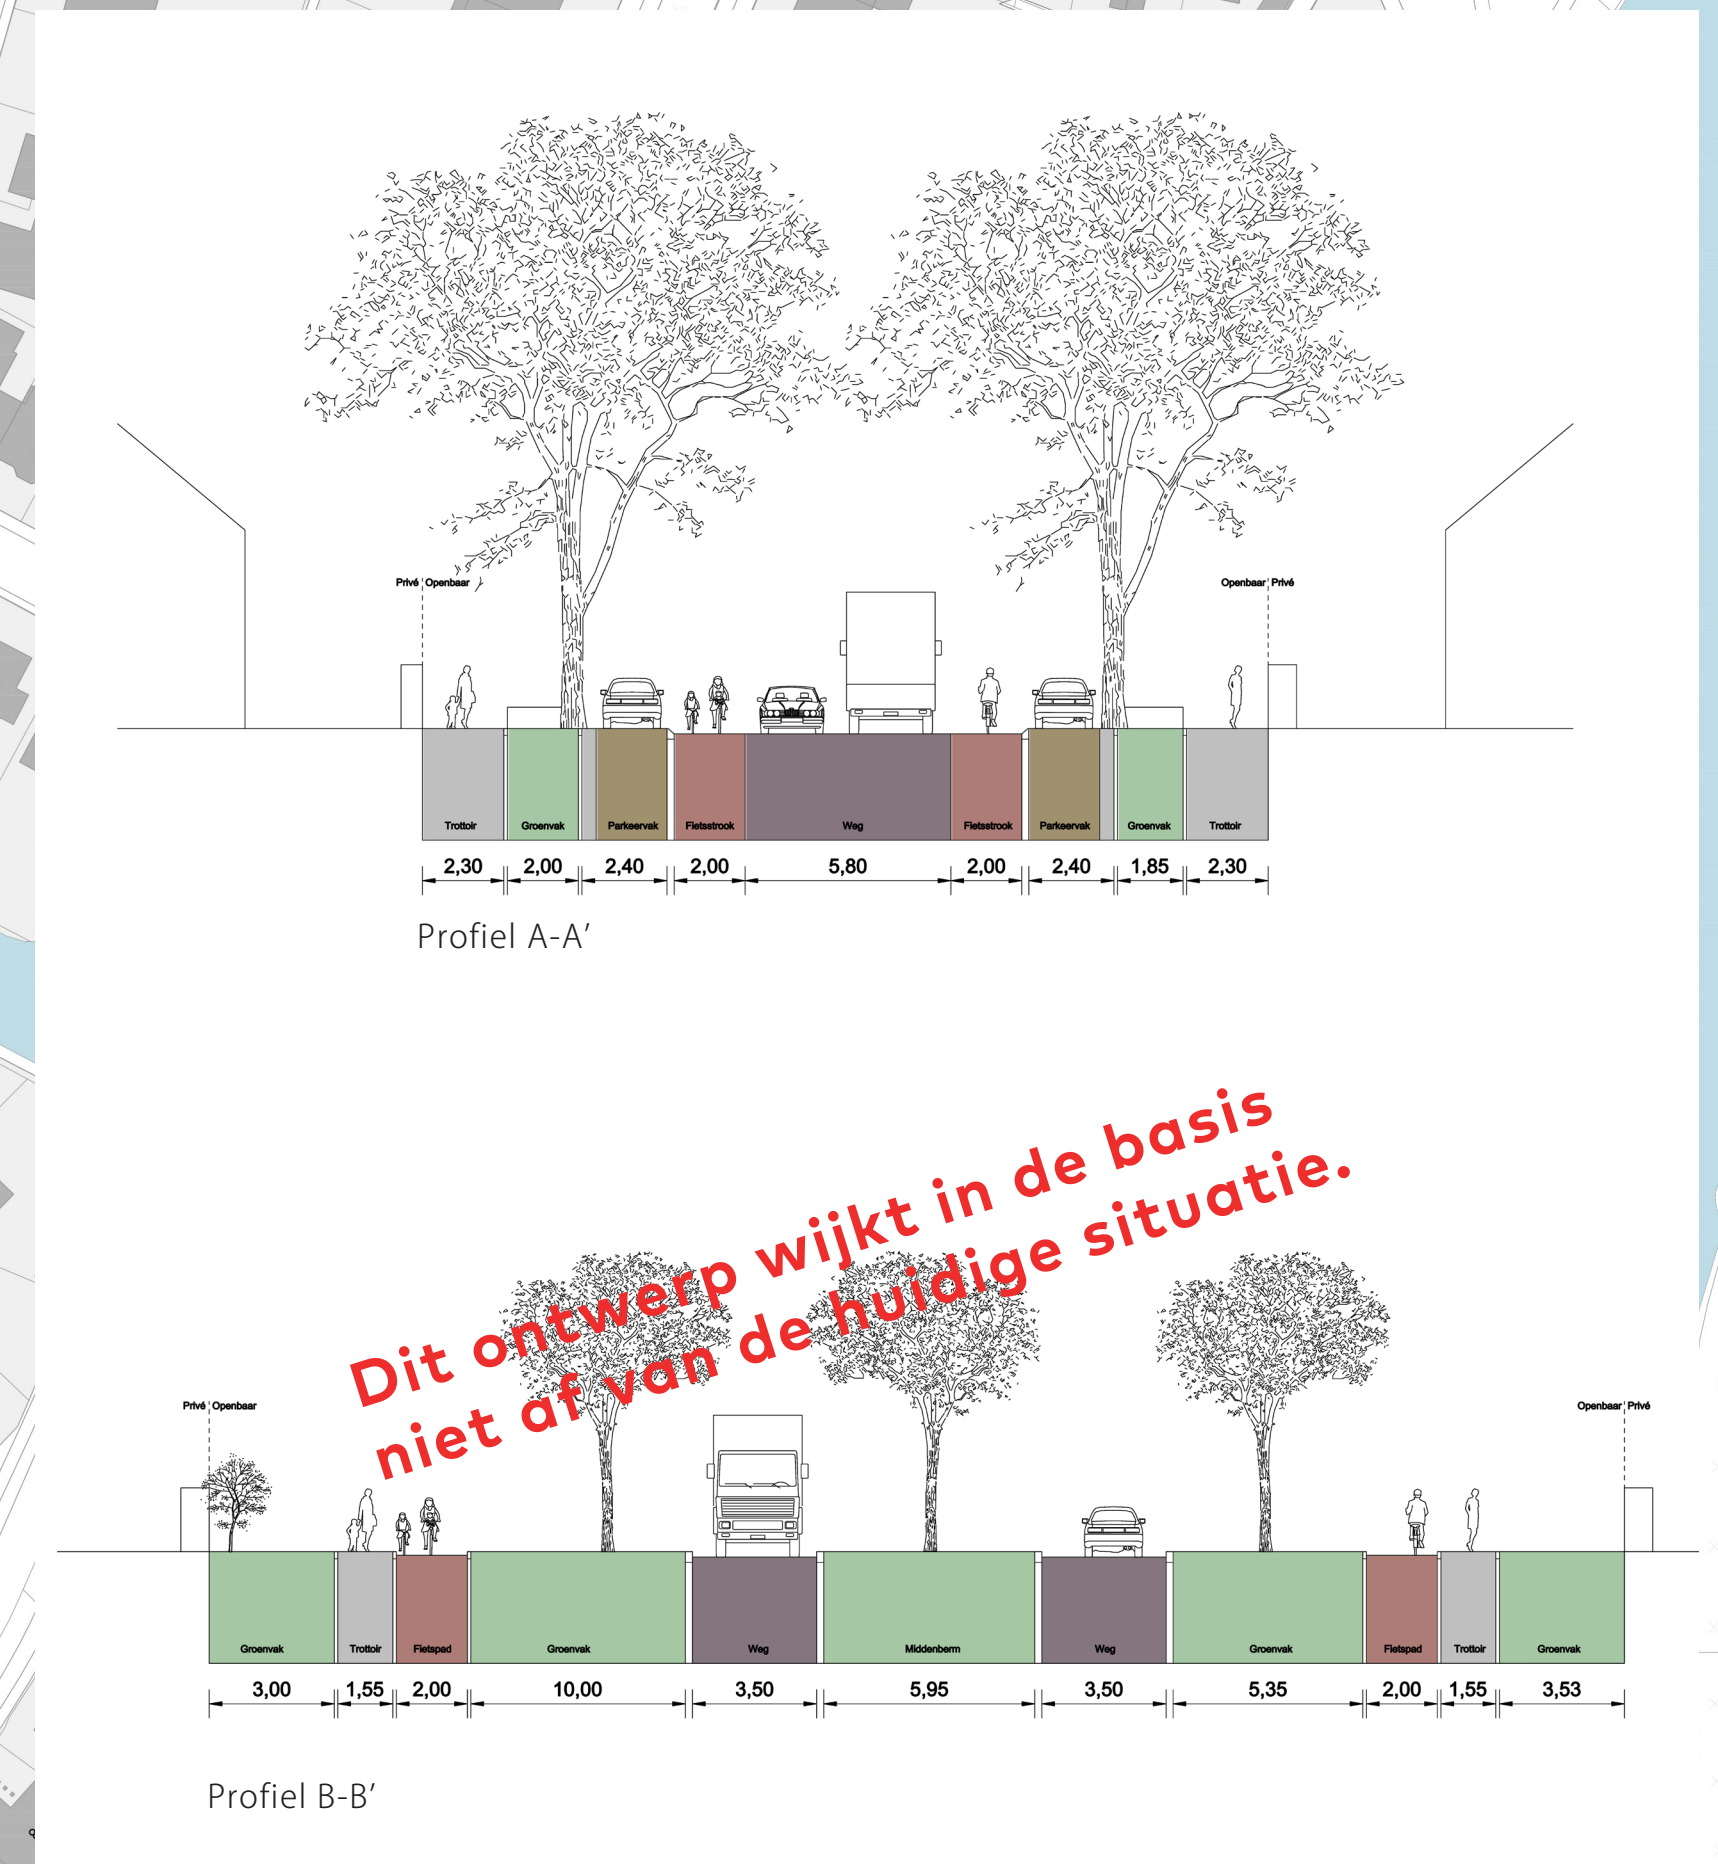 Privé Openbaar
Openbaar Privé
Trottoir Groenvak Parkeervak Fietsstrook Weg Fietsstrook Parkeervak Groenvak Trottoir
2,30 2,00 2,40 2,00 5,80 2,00 2,40 1,85 2,30
Profiel A-A’
Dit ontwerp wijkt in de basis
niet af van de huidige situatie.
Privé Openbaar
Openbaar Privé
Groenvak Trottoir Fietspad Groenvak Weg Middenberm Weg Groenvak Fietspad Trottoir Groenvak
3,00 1,55 2,00 10,00 3,50 5,95 3,50 5,35 2,00 1,55 3,53
Profiel B-B’